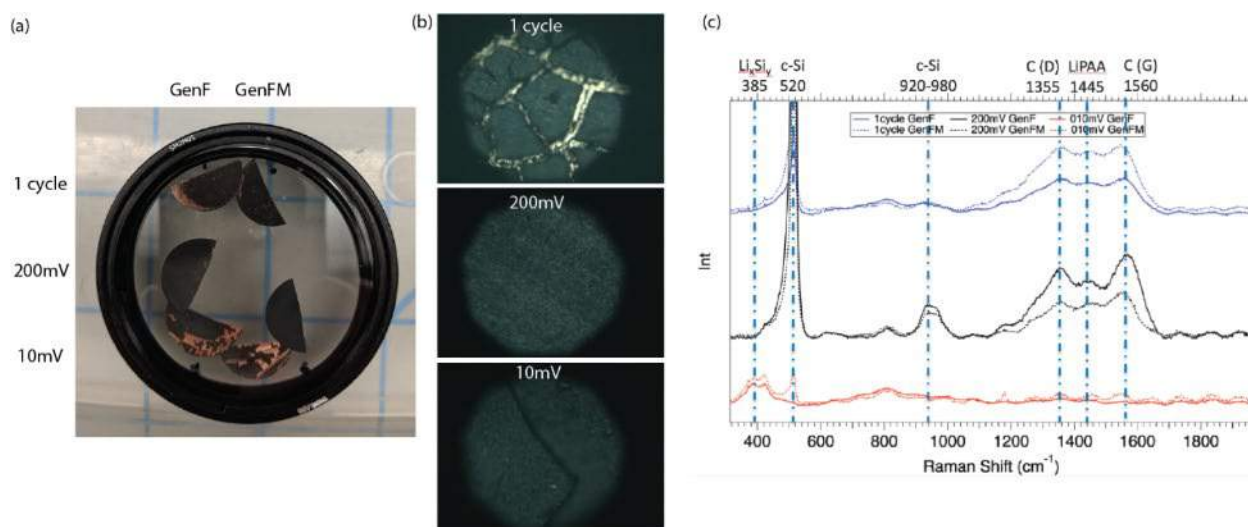 (a)
GenF GenFM
1 cycle
200mV
10mV
(b)
1 cycle
200mV
10mV
(c)
LiₓSiᵧ c-Si c-Si C (D) LiPAA C (G)
385 520 920-980 1355 1445 1560
1cycle GenF 200mV GenF 010mV GenF
1cycle GenFM 200mV GenFM 010mV GenFM
Int
400 600 800 1000 1200 1400 1600 1800
Raman Shift (cm⁻¹)